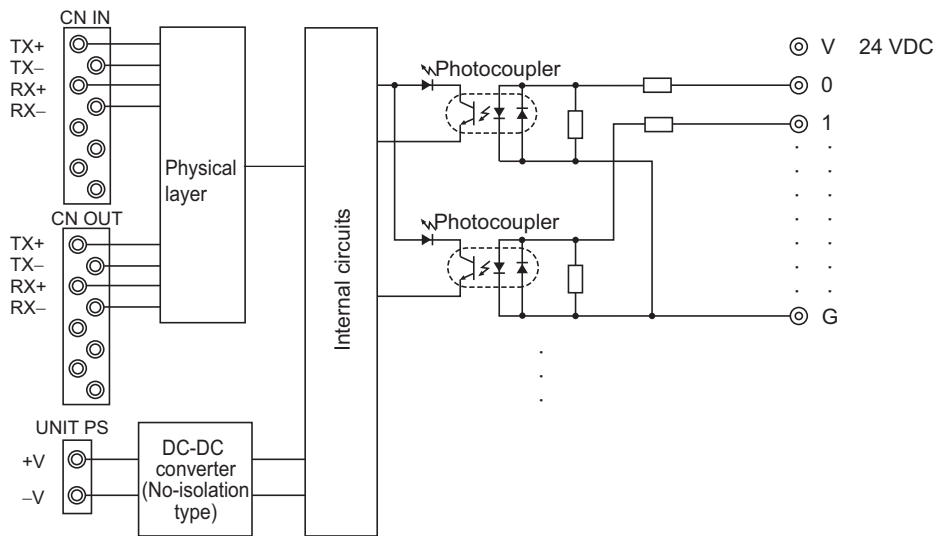 CN IN
TX+
TX−
RX+
RX−
CN OUT
TX+
TX−
RX+
RX−
Physical
layer
UNIT PS
+V
−V
DC-DC
converter
(No-isolation
type)
Internal circuits
Photocoupler
Photocoupler
V 24 VDC
0
1
G